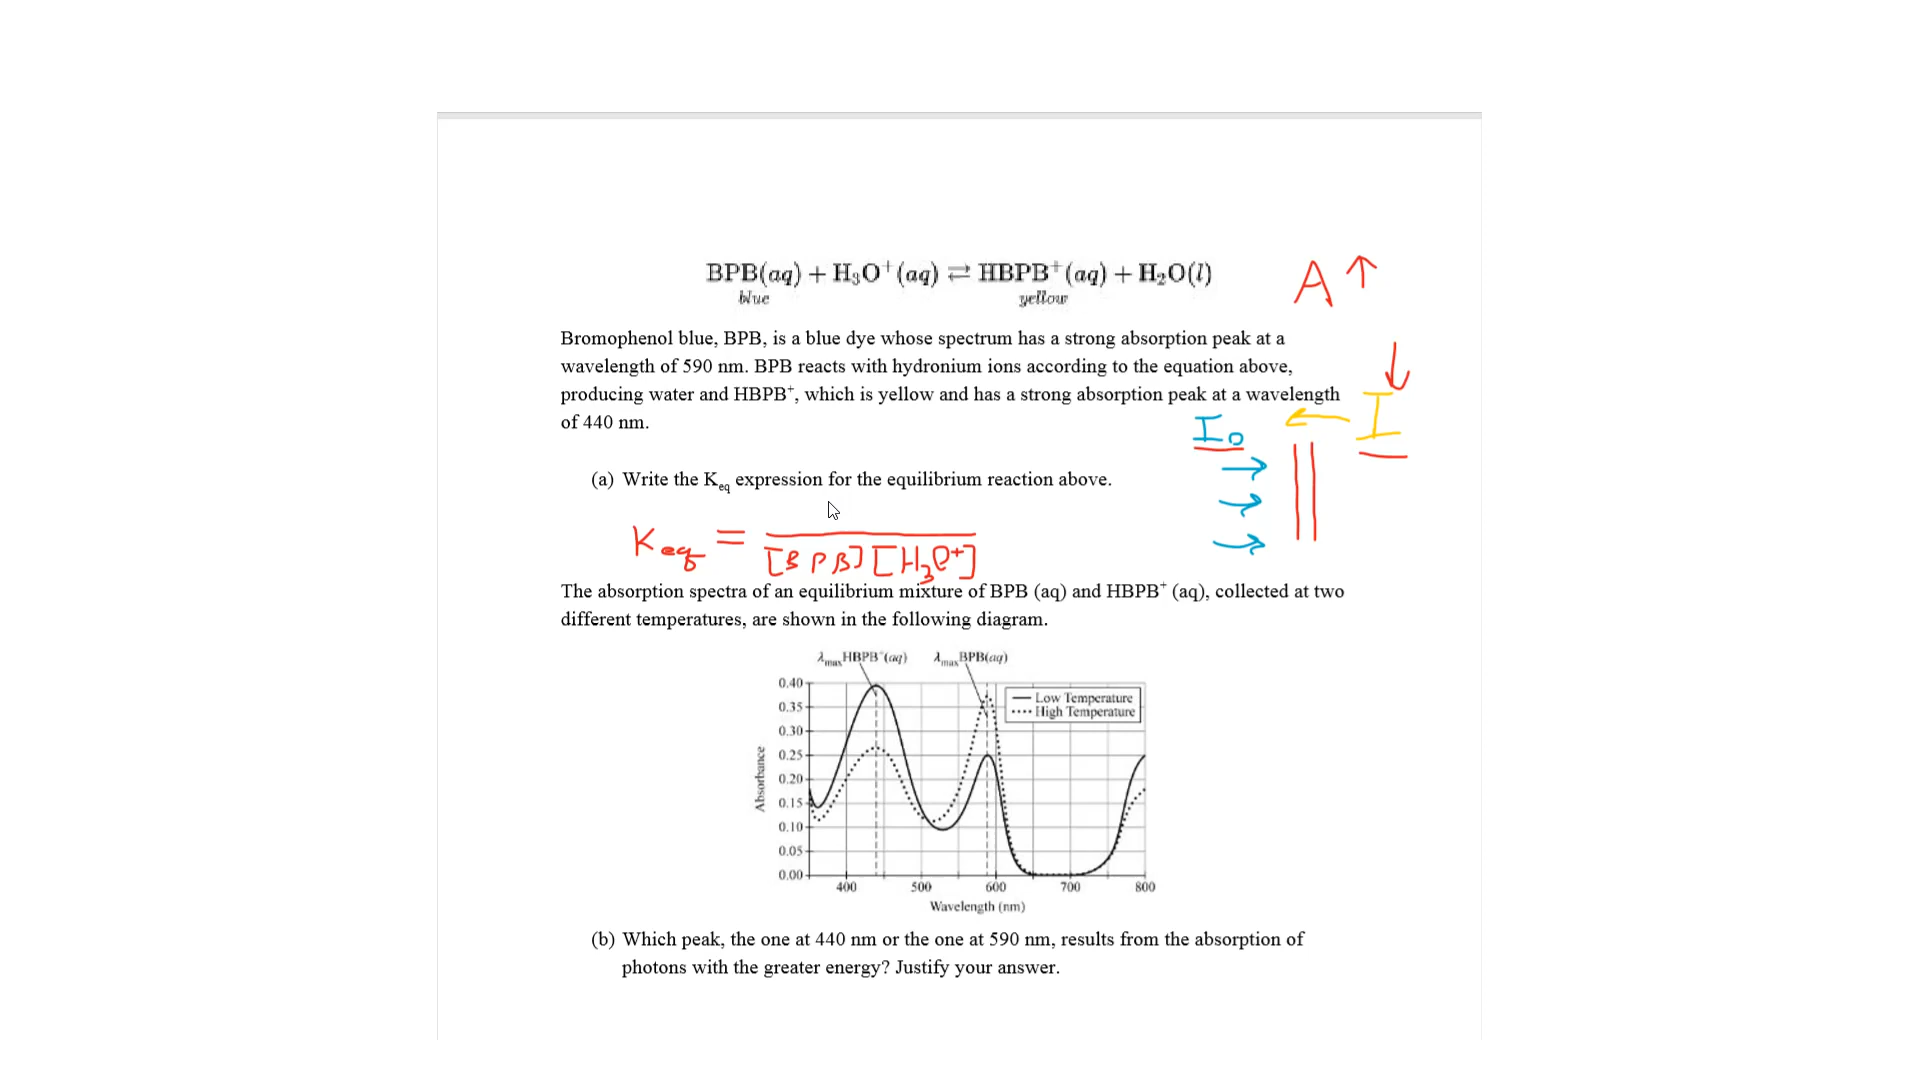 BPB(aq) + H₃O⁺(aq) ⇌ HBPB⁺(aq) + H₂O(l)
blue yellow
A ↑
Bromophenol blue, BPB, is a blue dye whose spectrum has a strong absorption peak at a
wavelength of 590 nm. BPB reacts with hydronium ions according to the equation above,
producing water and HBPB⁺, which is yellow and has a strong absorption peak at a wavelength
of 440 nm.
I₀ ← I ↓
(a) Write the Keq expression for the equilibrium reaction above.
Keq =
[BPB][H₃O⁺]
The absorption spectra of an equilibrium mixture of BPB (aq) and HBPB⁺ (aq), collected at two
different temperatures, are shown in the following diagram.
λmaxHBPB⁺(aq) λmaxBPB(aq)
0.40
0.35
0.30
0.25
0.20
0.15
0.10
0.05
0.00
Absorbance
Low Temperature
High Temperature
400 500 600 700 800
Wavelength (nm)
(b) Which peak, the one at 440 nm or the one at 590 nm, results from the absorption of
photons with the greater energy? Justify your answer.